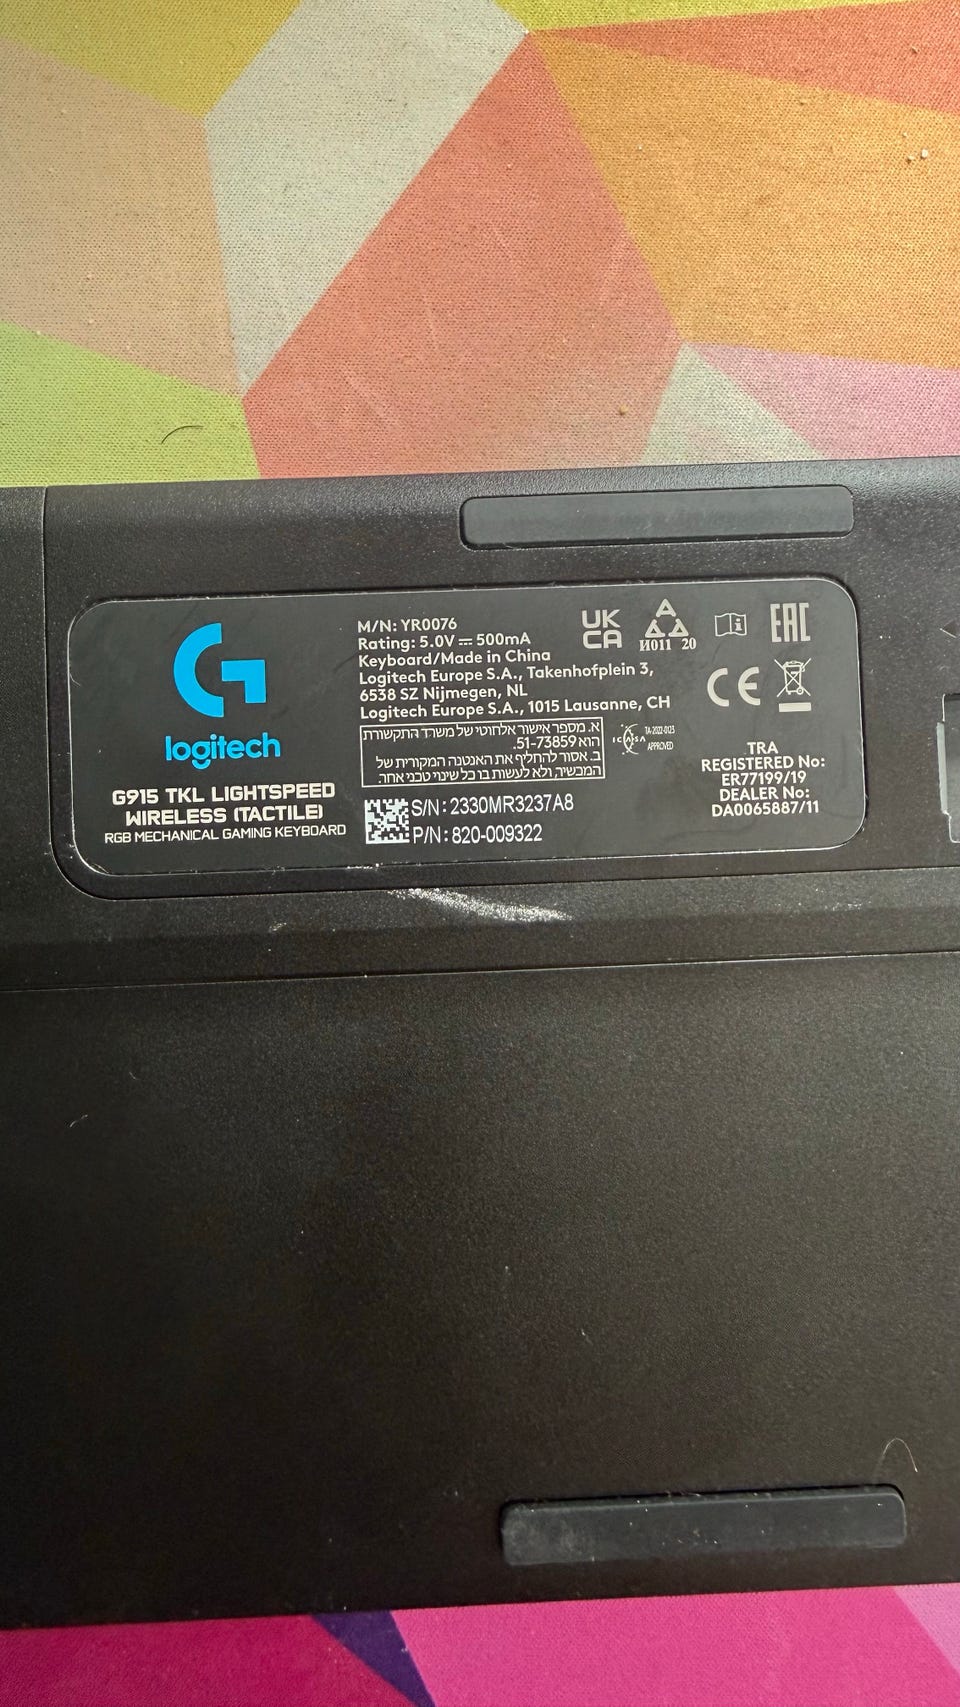 logitech
G915 TKL LIGHTSPEED
WIRELESS (TACTILE)
RGB MECHANICAL GAMING KEYBOARD
M/N: YR0076
Rating: 5.0V ⎓ 500mA
Keyboard/Made in China
Logitech Europe S.A., Takenhofplein 3,
6538 SZ Nijmegen, NL
Logitech Europe S.A., 1015 Lausanne, CH
א. מספר אישור אלחוטי של משרד התקשורת
הוא 51-73859.
ב. אסור להחליף את האנטנה המקורית של
המכשיר, ולא לעשות בו כל שינוי טכני אחר.
S/N: 2330MR3237A8
P/N: 820-009322
UK
CA
И011 20
EAC
CE
ICASA
TA-2022-0123
APPROVED
TRA
REGISTERED No:
ER77199/19
DEALER No:
DA0065887/11